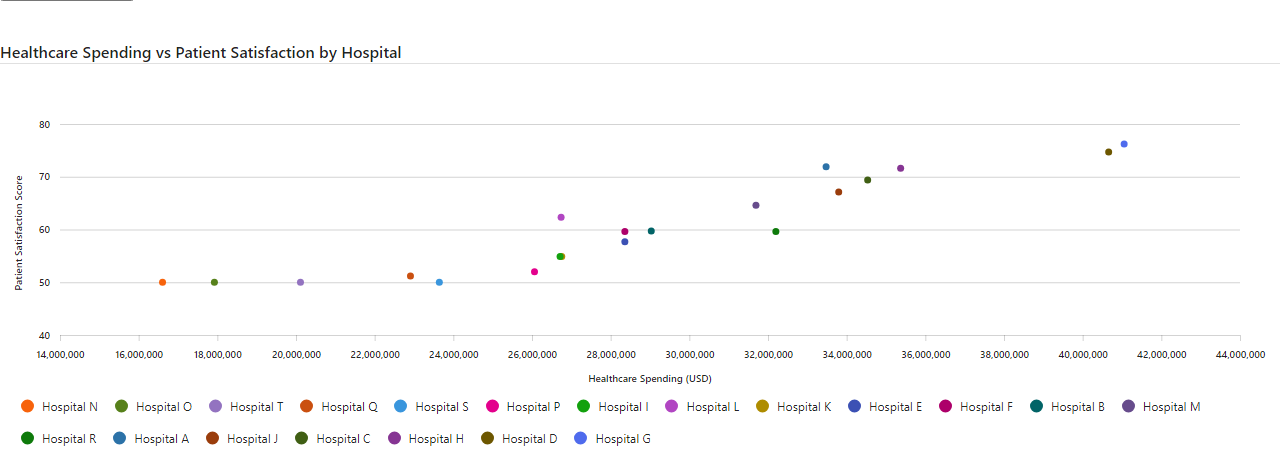 Healthcare Spending vs Patient Satisfaction by Hospital
80
70
60
50
40
Patient Satisfaction Score
14,000,000 16,000,000 18,000,000 20,000,000 22,000,000 24,000,000 26,000,000 28,000,000 30,000,000 32,000,000 34,000,000 36,000,000 38,000,000 40,000,000 42,000,000 44,000,000
Healthcare Spending (USD)
Hospital N Hospital O Hospital T Hospital Q Hospital S Hospital P Hospital I Hospital L Hospital K Hospital E Hospital F Hospital B Hospital M
Hospital R Hospital A Hospital J Hospital C Hospital H Hospital D Hospital G